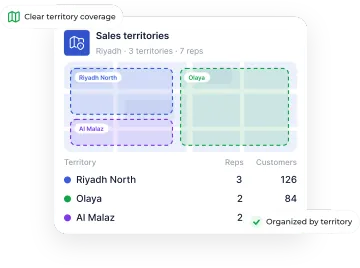 Clear territory coverage
Sales territories
Riyadh · 3 territories · 7 reps
Riyadh North
Olaya
Al Malaz
Territory Reps Customers
Riyadh North 3 126
Olaya 2 84
Al Malaz 2
Organized by territory